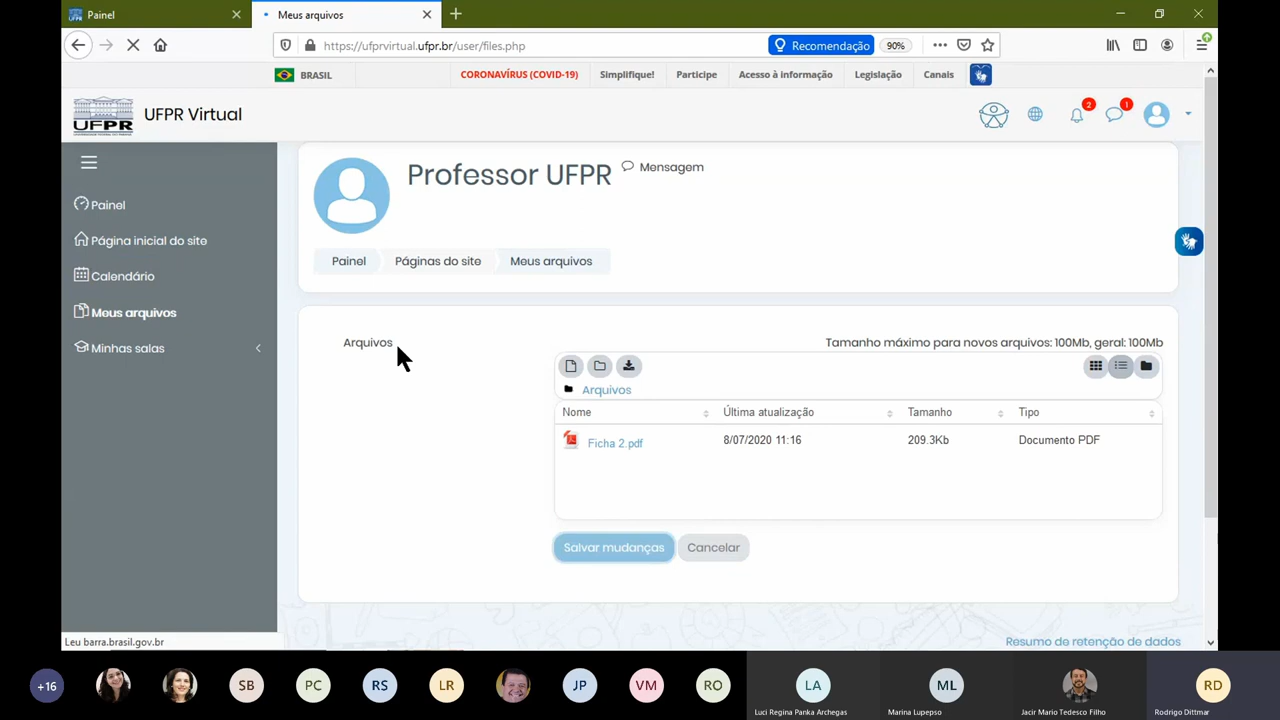 Painel
Meus arquivos
https://ufprvirtual.ufpr.br/user/files.php
Recomendação
90%
BRASIL
CORONAVÍRUS (COVID-19)
Simplifique!
Participe
Acesso à informação
Legislação
Canais
UFPR
UFPR Virtual
2
1
Professor UFPR
Mensagem
Painel
Página inicial do site
Calendário
Meus arquivos
Minhas salas
Painel
Páginas do site
Meus arquivos
Arquivos
Tamanho máximo para novos arquivos: 100Mb, geral: 100Mb
Arquivos
Nome
Última atualização
Tamanho
Tipo
Ficha 2.pdf
8/07/2020 11:16
209.3Kb
Documento PDF
Salvar mudanças
Cancelar
Resumo de retenção de dados
Leu barra.brasil.gov.br
+16
SB
PC
RS
LR
JP
VM
RO
LA
ML
RD
Luci Regina Panka Archegas
Marina Lupepso
Jacir Mario Tedesco Filho
Rodrigo Dittmar